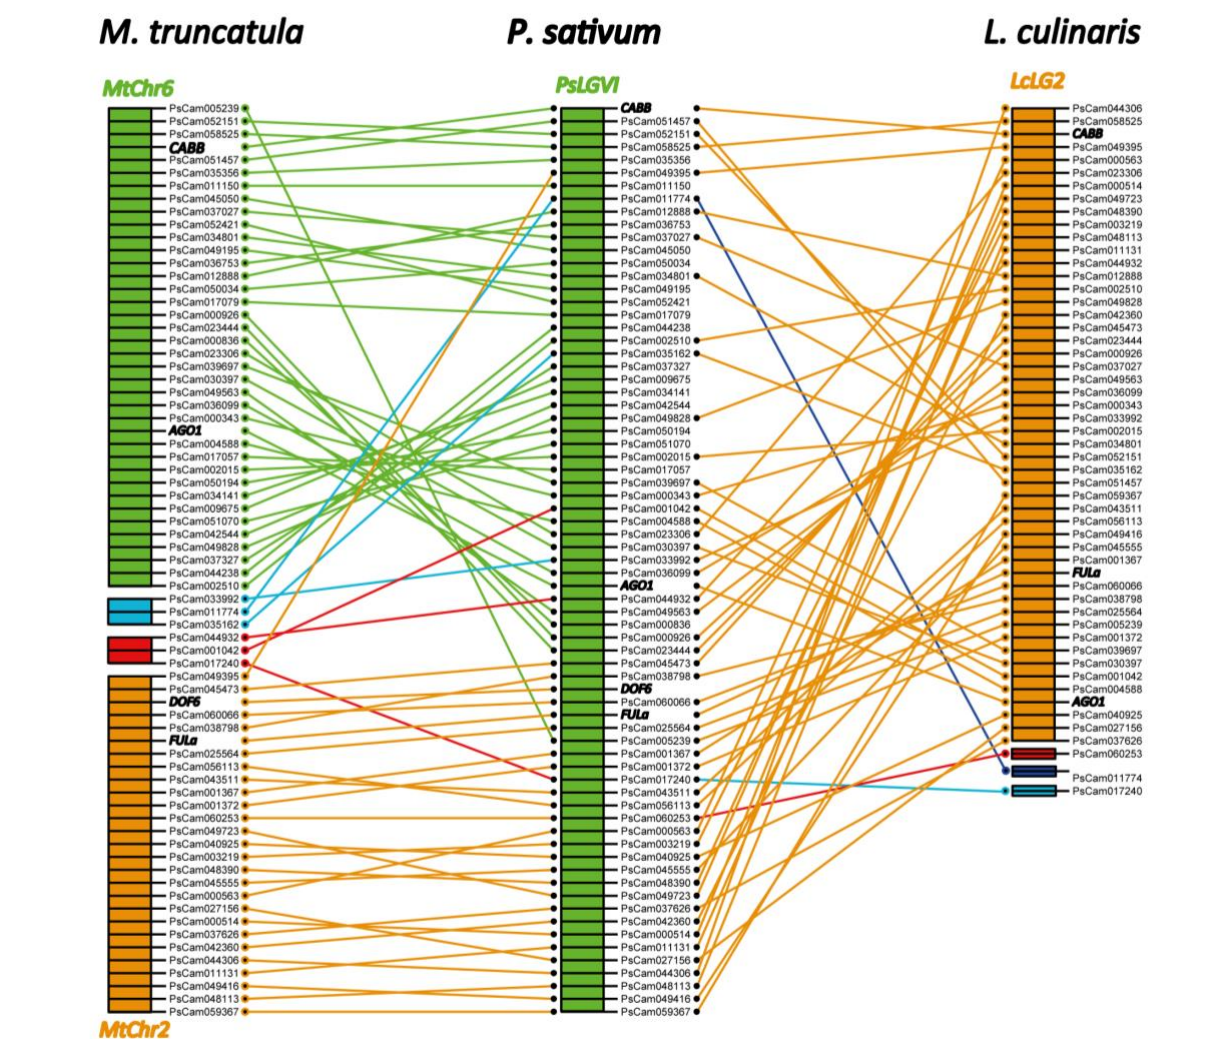 M. truncatula
P. sativum
L. culinaris
MtChr6
PsCam005239
PsCam052151
PsCam058525
CABB
PsCam051457
PsCam035356
PsCam011150
PsCam045050
PsCam037027
PsCam052421
PsCam034801
PsCam049195
PsCam036753
PsCam012888
PsCam050034
PsCam017079
PsCam000926
PsCam023444
PsCam000836
PsCam023306
PsCam039697
PsCam030397
PsCam049563
PsCam036099
PsCam000343
AGO1
PsCam004588
PsCam017057
PsCam002015
PsCam050194
PsCam034141
PsCam009675
PsCam051070
PsCam042544
PsCam049828
PsCam037327
PsCam044238
PsCam002510
PsCam033992
PsCam011774
PsCam035162
PsCam044932
PsCam001042
PsCam017240
PsCam049395
PsCam045473
DOF6
PsCam060066
PsCam038798
FULa
PsCam025564
PsCam056113
PsCam043511
PsCam001367
PsCam001372
PsCam060253
PsCam049723
PsCam040925
PsCam003219
PsCam048390
PsCam045555
PsCam000563
PsCam027156
PsCam000514
PsCam037626
PsCam042360
PsCam044306
PsCam011131
PsCam049416
PsCam048113
PsCam059367
MtChr2
PsLGVI
CABB
PsCam051457
PsCam052151
PsCam058525
PsCam035356
PsCam049395
PsCam011150
PsCam011774
PsCam012888
PsCam036753
PsCam037027
PsCam045050
PsCam050034
PsCam034801
PsCam049195
PsCam052421
PsCam017079
PsCam044238
PsCam002510
PsCam035162
PsCam037327
PsCam009675
PsCam034141
PsCam042544
PsCam049828
PsCam050194
PsCam051070
PsCam002015
PsCam017057
PsCam039697
PsCam000343
PsCam001042
PsCam004588
PsCam023306
PsCam030397
PsCam033992
PsCam036099
AGO1
PsCam044932
PsCam049563
PsCam000836
PsCam000926
PsCam023444
PsCam045473
PsCam038798
DOF6
PsCam060066
FULa
PsCam025564
PsCam005239
PsCam001367
PsCam001372
PsCam017240
PsCam043511
PsCam056113
PsCam060253
PsCam000563
PsCam003219
PsCam040925
PsCam045555
PsCam048390
PsCam049723
PsCam037626
PsCam042360
PsCam000514
PsCam011131
PsCam027156
PsCam044306
PsCam048113
PsCam049416
PsCam059367
LcLG2
PsCam044306
PsCam058525
CABB
PsCam049395
PsCam000563
PsCam023306
PsCam000514
PsCam049723
PsCam048390
PsCam003219
PsCam048113
PsCam011131
PsCam044932
PsCam012888
PsCam002510
PsCam049828
PsCam042360
PsCam045473
PsCam023444
PsCam000926
PsCam037027
PsCam049563
PsCam036099
PsCam000343
PsCam033992
PsCam002015
PsCam034801
PsCam052151
PsCam035162
PsCam051457
PsCam059367
PsCam043511
PsCam056113
PsCam049416
PsCam045555
PsCam001367
FULa
PsCam060066
PsCam038798
PsCam025564
PsCam005239
PsCam001372
PsCam039697
PsCam030397
PsCam001042
PsCam004588
AGO1
PsCam040925
PsCam027156
PsCam037626
PsCam060253
PsCam011774
PsCam017240